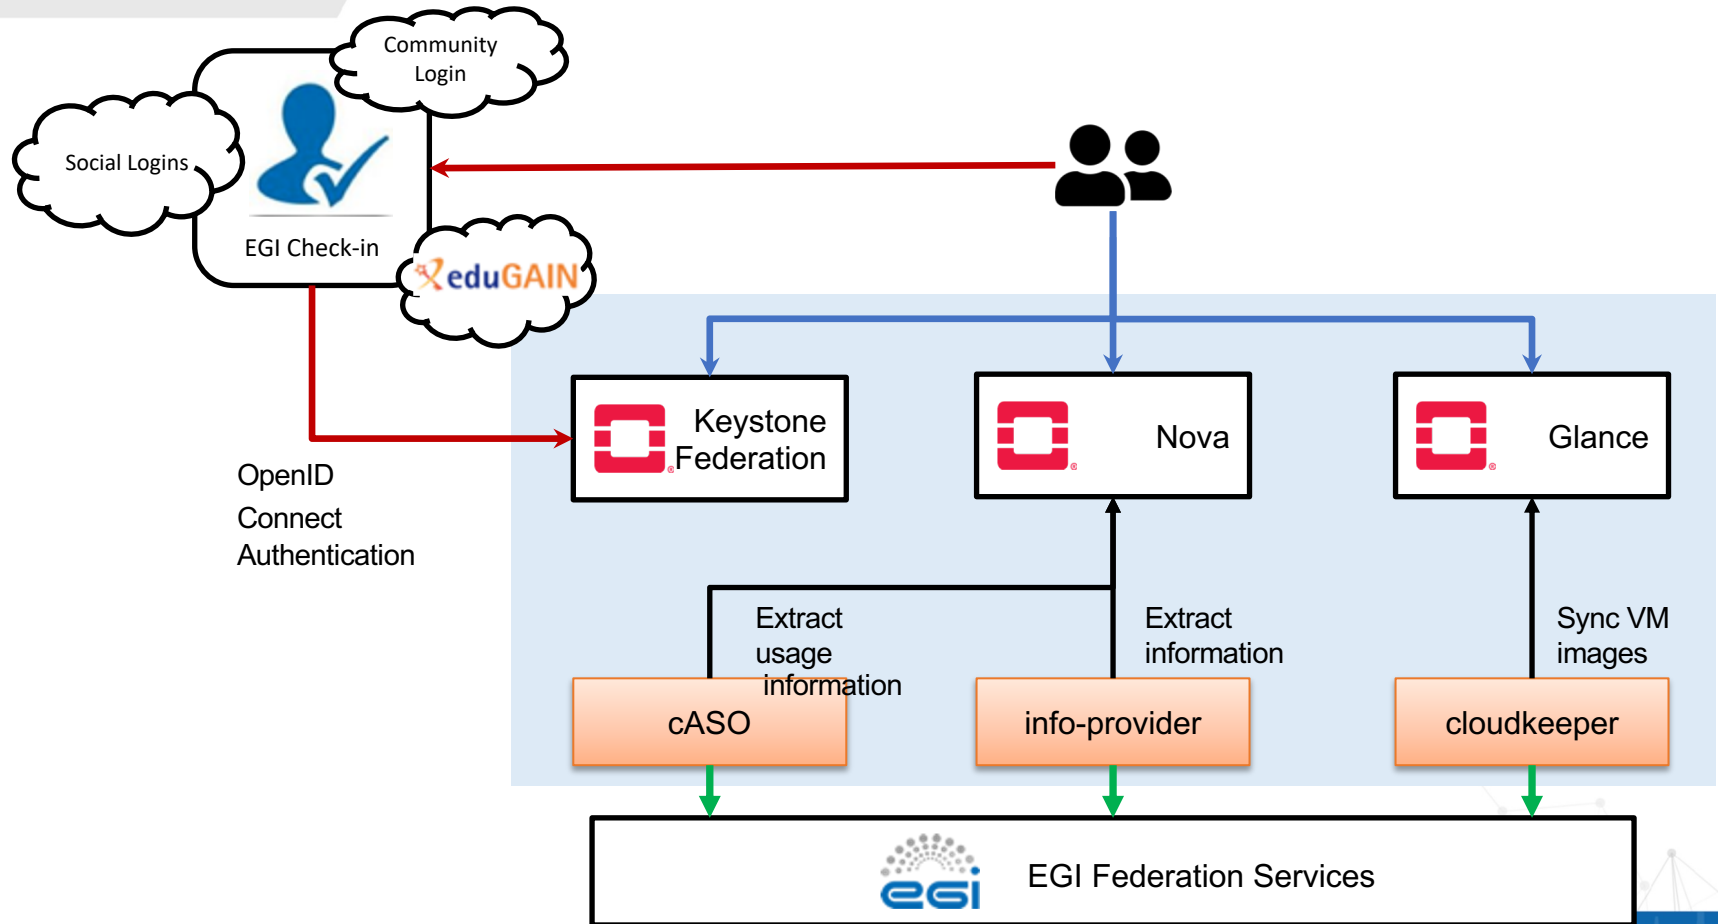 Community
Login
Social Logins
EGI Check-in
eduGAIN
Keystone
Federation
Nova
Glance
OpenID
Connect
Authentication
Extract
usage
information
Extract
information
Sync VM
images
cASO
info-provider
cloudkeeper
egi
EGI Federation Services